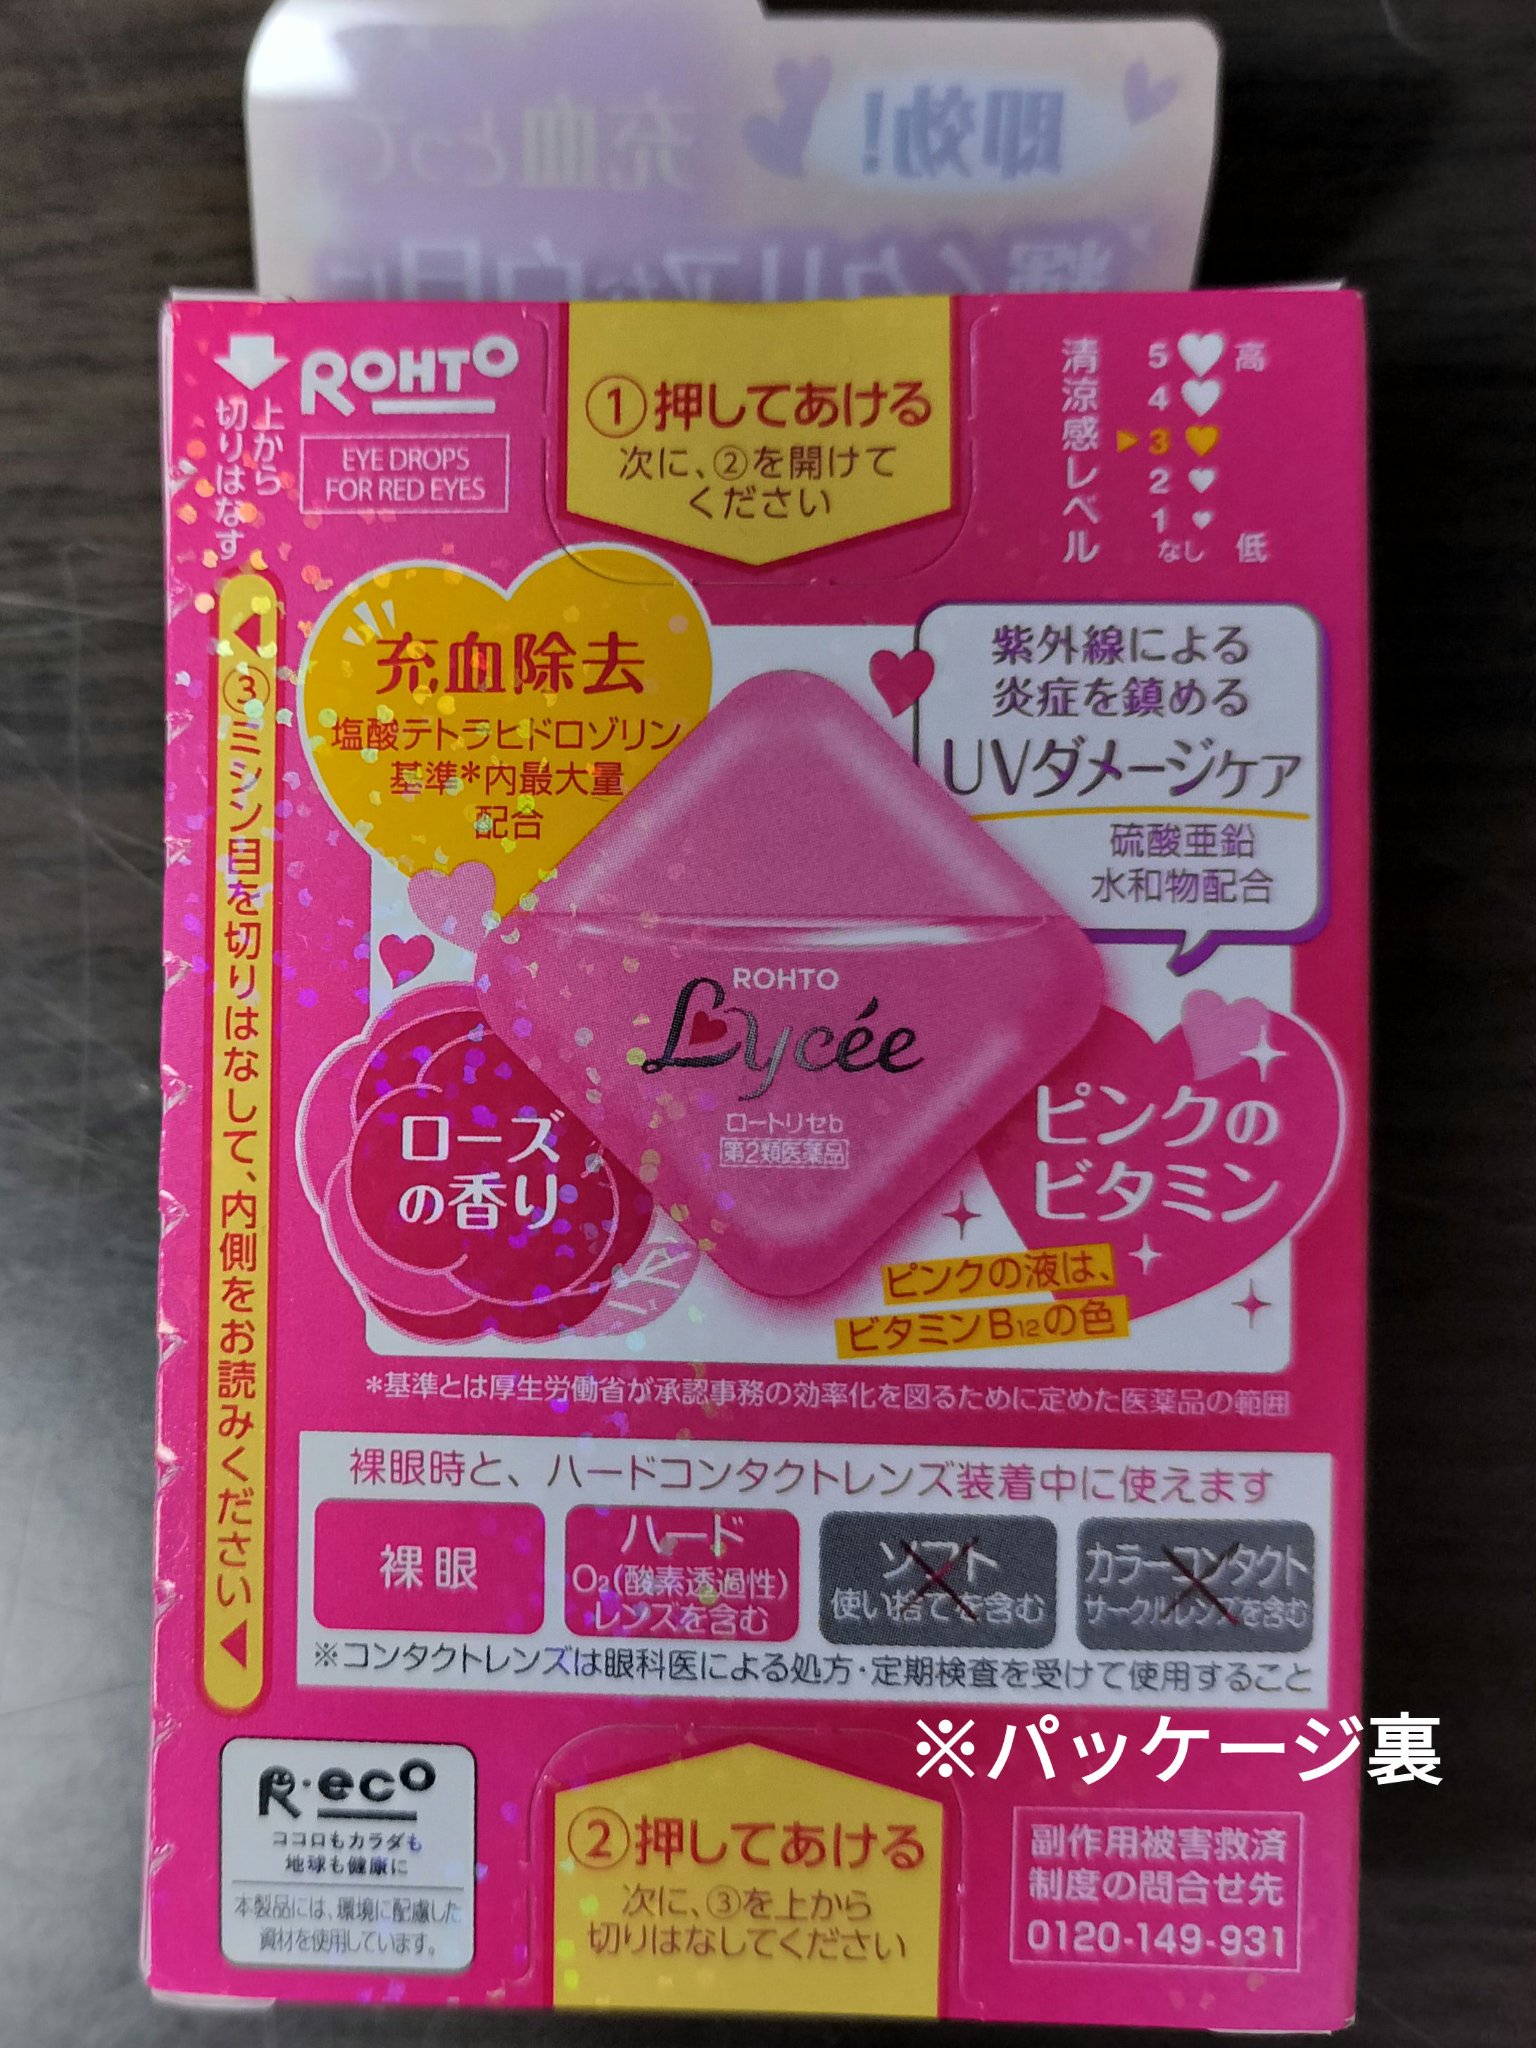 即効!
充血とって
輝くクリアな白目に
上から
切りはなす
ROHTO
EYE DROPS
FOR RED EYES
①押してあける
次に、②を開けて
ください
清涼感レベル
5 高
4
3
2
1
なし 低
充血除去
塩酸テトラヒドロゾリン
基準*内最大量
配合
紫外線による
炎症を鎮める
UVダメージケア
硫酸亜鉛
水和物配合
③ミシン目を切りはなして、内側をお読みください
ROHTO
Lycée
ロートリセb
第2類医薬品
ローズ
の香り
ピンクの
ビタミン
ピンクの液は、
ビタミンB12の色
*基準とは厚生労働省が承認事務の効率化を図るために定めた医薬品の範囲
裸眼時と、ハードコンタクトレンズ装着中に使えます
裸眼
ハード
O2(酸素透過性)
レンズを含む
ソフト
使い捨てを含む
カラーコンタクト
サークルレンズを含む
※コンタクトレンズは眼科医による処方・定期検査を受けて使用すること
※パッケージ裏
R・eco
ココロもカラダも
地球も健康に
本製品には、環境に配慮した
資材を使用しています。
②押してあける
次に、③を上から
切りはなしてください
副作用被害救済
制度の問合せ先
0120-149-931